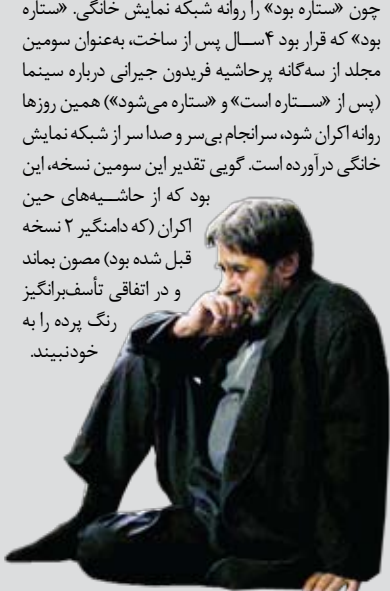 چون «ستاره بود» را روانه شبکه نمایش خانگی. «ستاره
بود» که قرار بود ۴سـال پس از ساخت، به‌عنوان سومین
مجلد از سه‌گانه پرحاشیه فریدون جیرانی درباره سینما
(پس از «سـتاره است» و «ستاره می‌شود») همین روزها
روانه اکران شود، سرانجام بی‌سر و صدا سر از شبکه نمایش
خانگی درآورده است. گویی تقدیر این سومین نسخه، این
بود که از حاشـیه‌های حین
اکران (که دامنگیر ۲ نسخه
قبل شده بود) مصون بماند
و در اتفاقی تأسف‌برانگیز
رنگ پرده را به
خودنبیند.